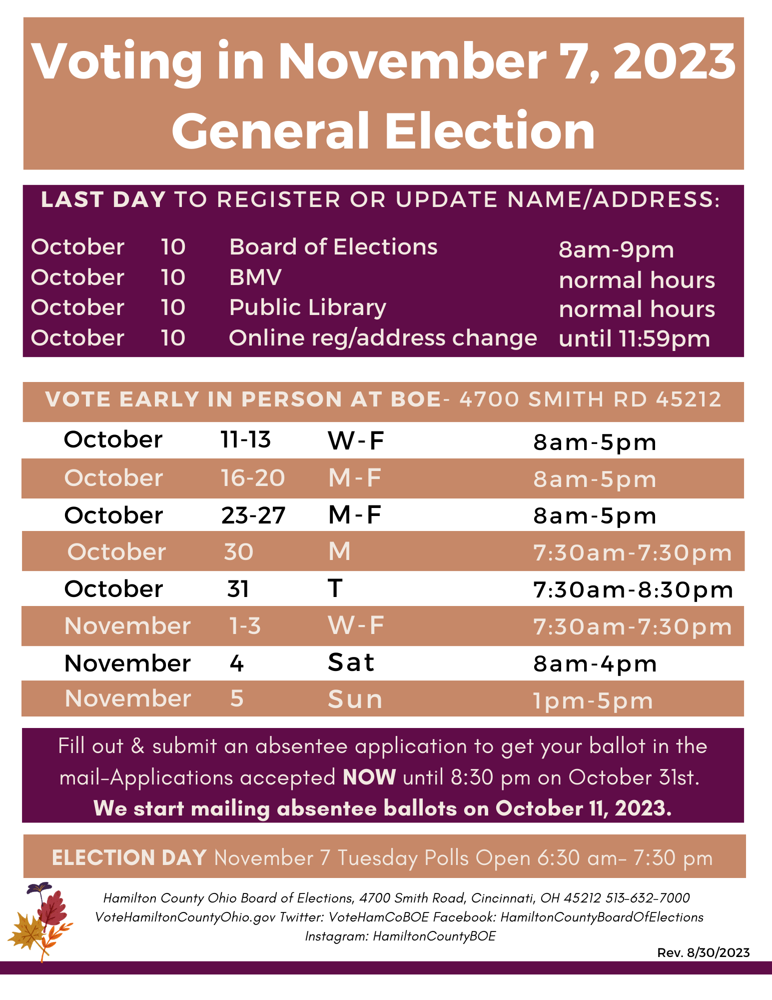 Voting in November 7, 2023
General Election
LAST DAY TO REGISTER OR UPDATE NAME/ADDRESS:
October 10 Board of Elections 8am-9pm
October 10 BMV normal hours
October 10 Public Library normal hours
October 10 Online reg/address change until 11:59pm
VOTE EARLY IN PERSON AT BOE- 4700 SMITH RD 45212
October 11-13 W-F 8am-5pm
October 16-20 M-F 8am-5pm
October 23-27 M-F 8am-5pm
October 30 M 7:30am-7:30pm
October 31 T 7:30am-8:30pm
November 1-3 W-F 7:30am-7:30pm
November 4 Sat 8am-4pm
November 5 Sun 1pm-5pm
Fill out & submit an absentee application to get your ballot in the
mail-Applications accepted NOW until 8:30 pm on October 31st.
We start mailing absentee ballots on October 11, 2023.
ELECTION DAY November 7 Tuesday Polls Open 6:30 am- 7:30 pm
Hamilton County Ohio Board of Elections, 4700 Smith Road, Cincinnati, OH 45212 513-632-7000
VoteHamiltonCountyOhio.gov Twitter: VoteHamCoBOE Facebook: HamiltonCountyBoardOfElections
Instagram: HamiltonCountyBOE
Rev. 8/30/2023